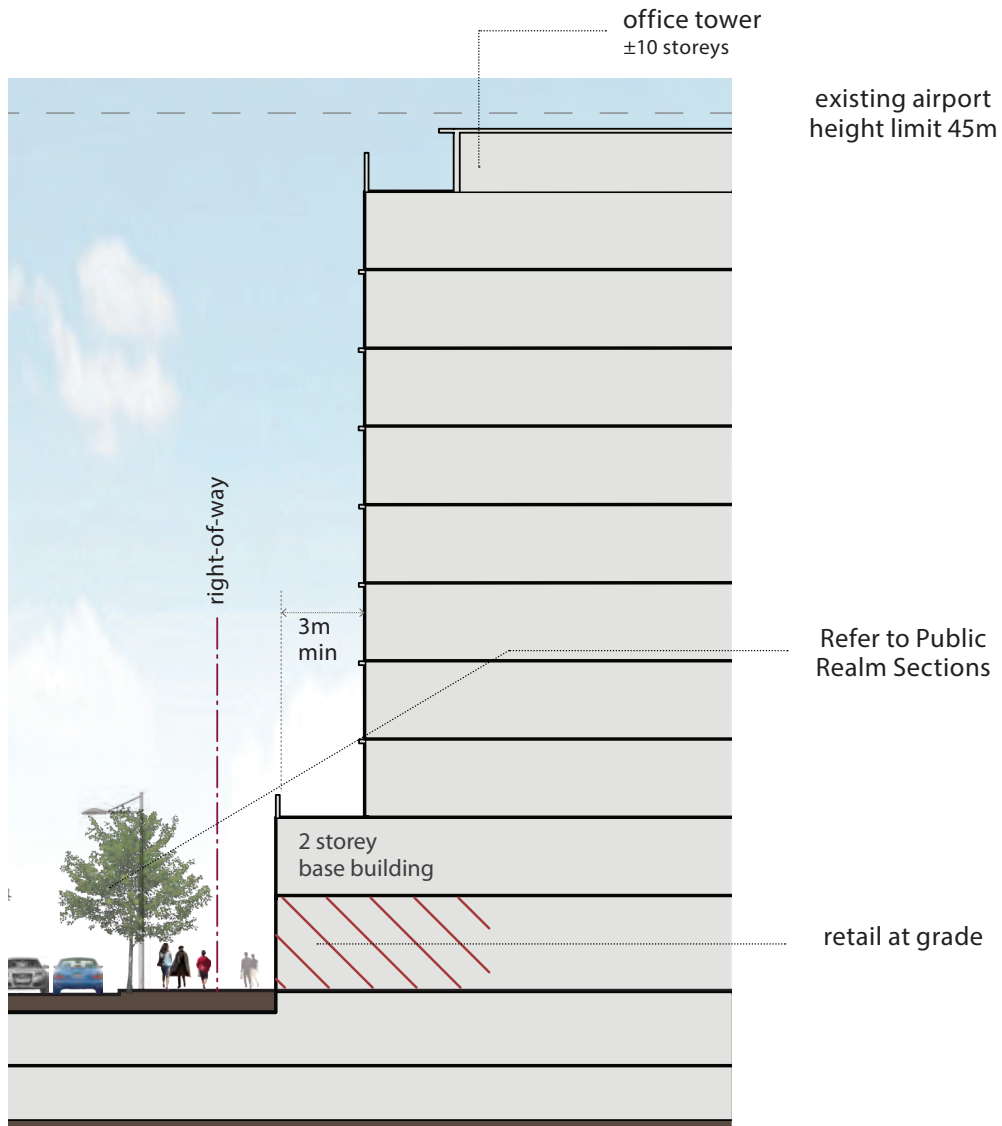 office tower
±10 storeys
existing airport
height limit 45m
right-of-way
3m
min
Refer to Public
Realm Sections
2 storey
base building
retail at grade